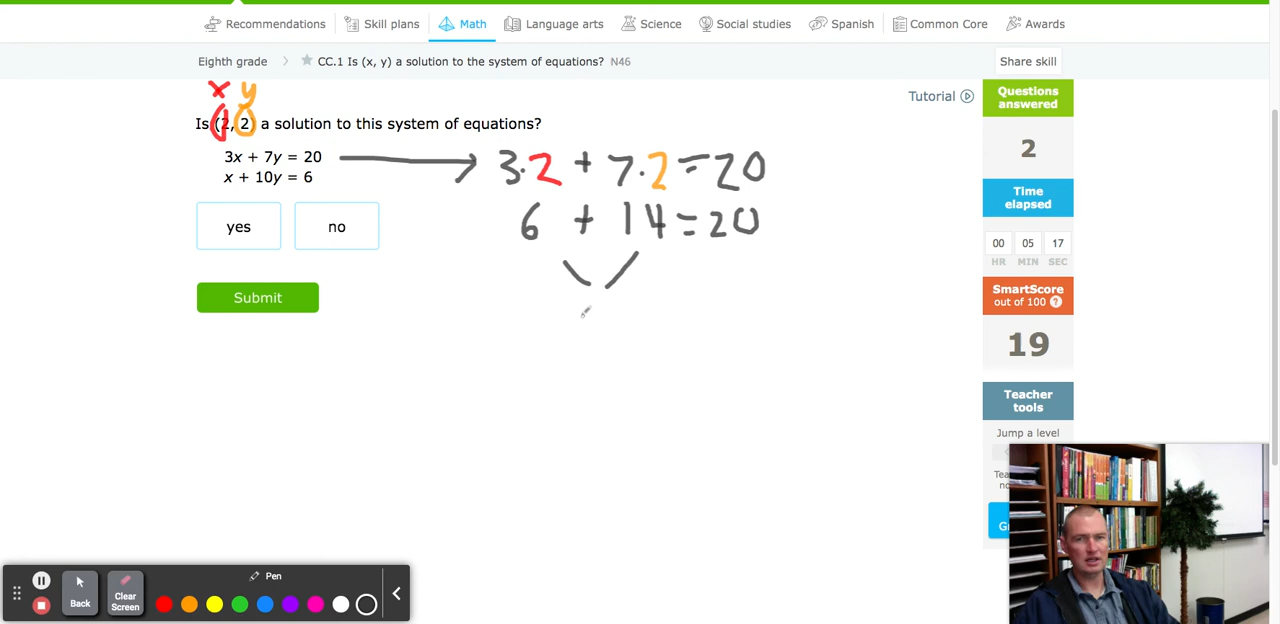 Recommendations Skill plans Math Language arts Science Social studies Spanish Common Core Awards
Eighth grade > CC.1 Is (x, y) a solution to the system of equations? N46
Share skill
x y
Tutorial
Is (2, 2) a solution to this system of equations?
3x + 7y = 20
x + 10y = 6
3·2 + 7·2 = 20
6 + 14 = 20
yes no
Submit
Questions
answered
2
Time
elapsed
00 05 17
HR MIN SEC
SmartScore
out of 100 ?
19
Teacher
tools
Jump a level
Pen
Back
Clear
Screen